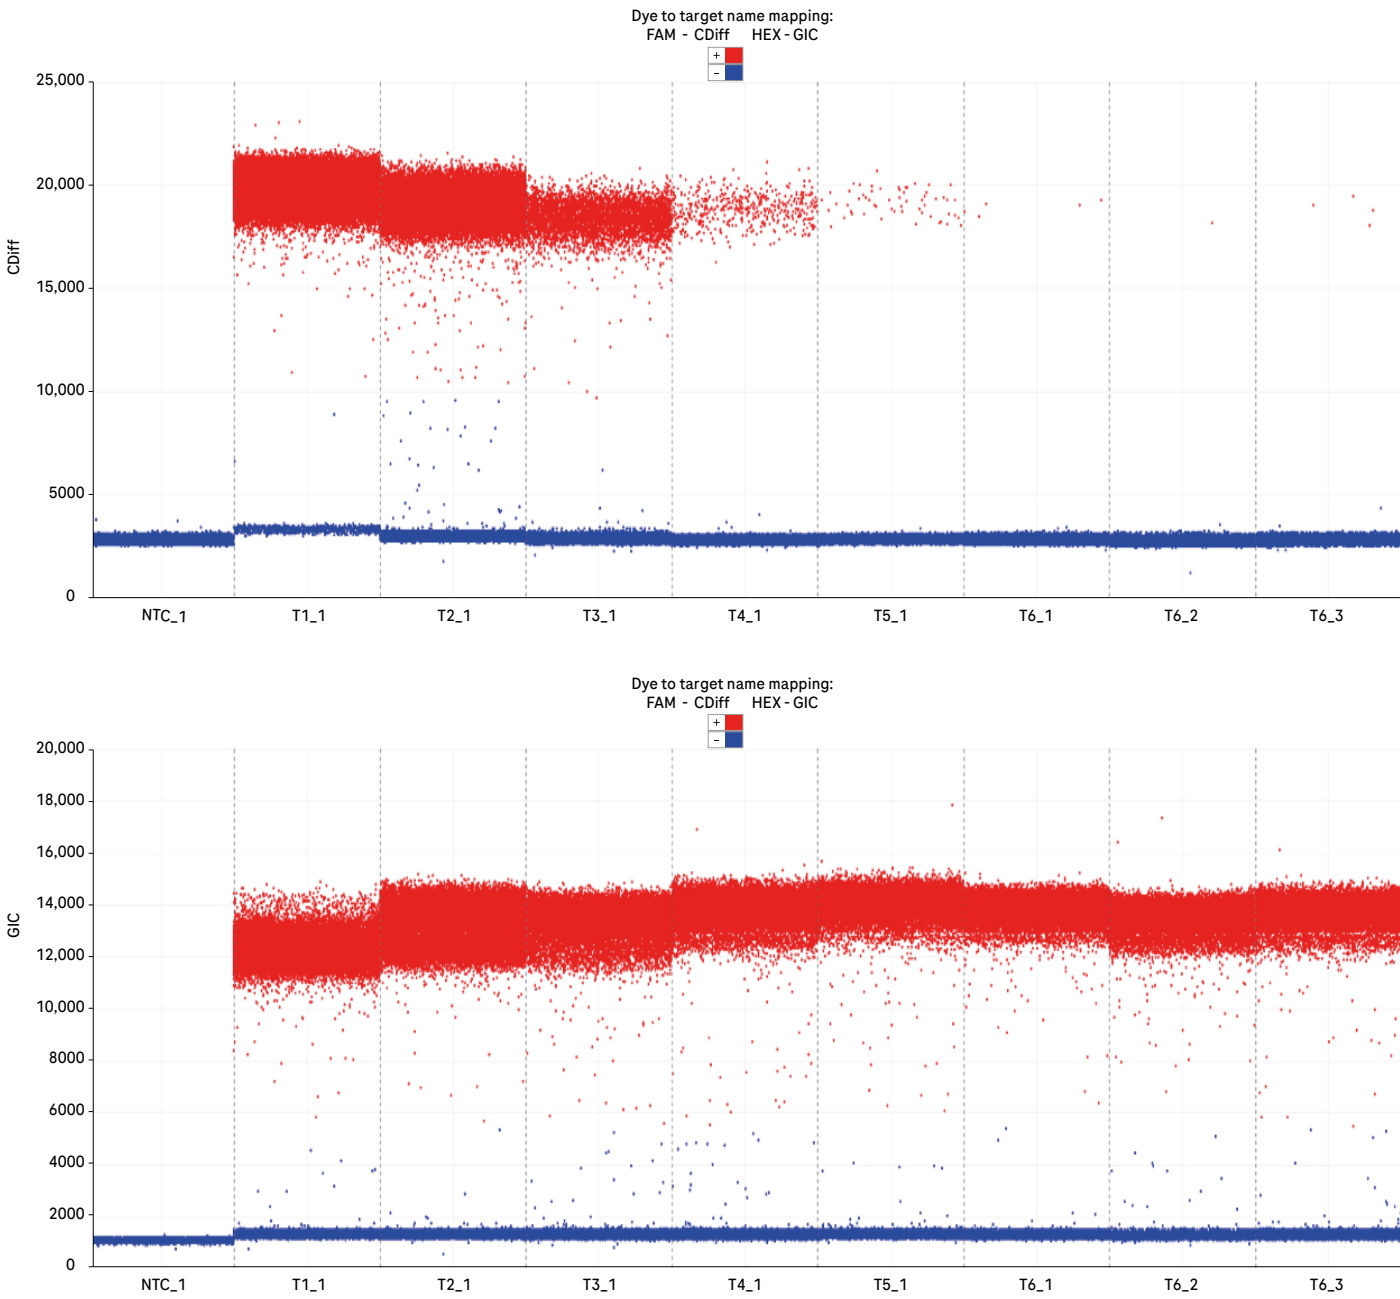 Dye to target name mapping:
FAM - CDiff HEX - GIC
+
-
25,000
20,000
15,000
10,000
5000
0
CDiff
NTC_1 T1_1 T2_1 T3_1 T4_1 T5_1 T6_1 T6_2 T6_3
Dye to target name mapping:
FAM - CDiff HEX - GIC
+
-
20,000
18,000
16,000
14,000
12,000
10,000
8000
6000
4000
2000
0
GIC
NTC_1 T1_1 T2_1 T3_1 T4_1 T5_1 T6_1 T6_2 T6_3